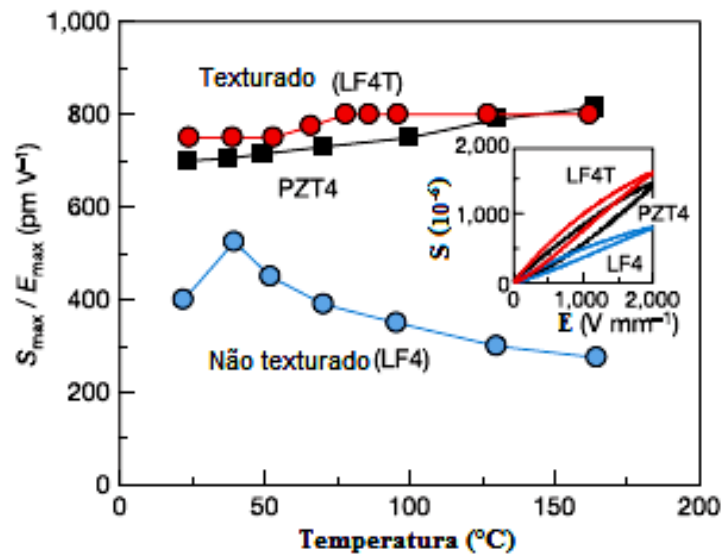 1,000
800
600
400
200
0
S_max / E_max (pm V⁻¹)
Texturado (LF4T)
PZT4
Não texturado (LF4)
0 50 100 150 200
Temperatura (°C)
2,000
1,000
0
S (10⁻⁶)
LF4T
PZT4
LF4
0 1,000 2,000
E (V mm⁻¹)